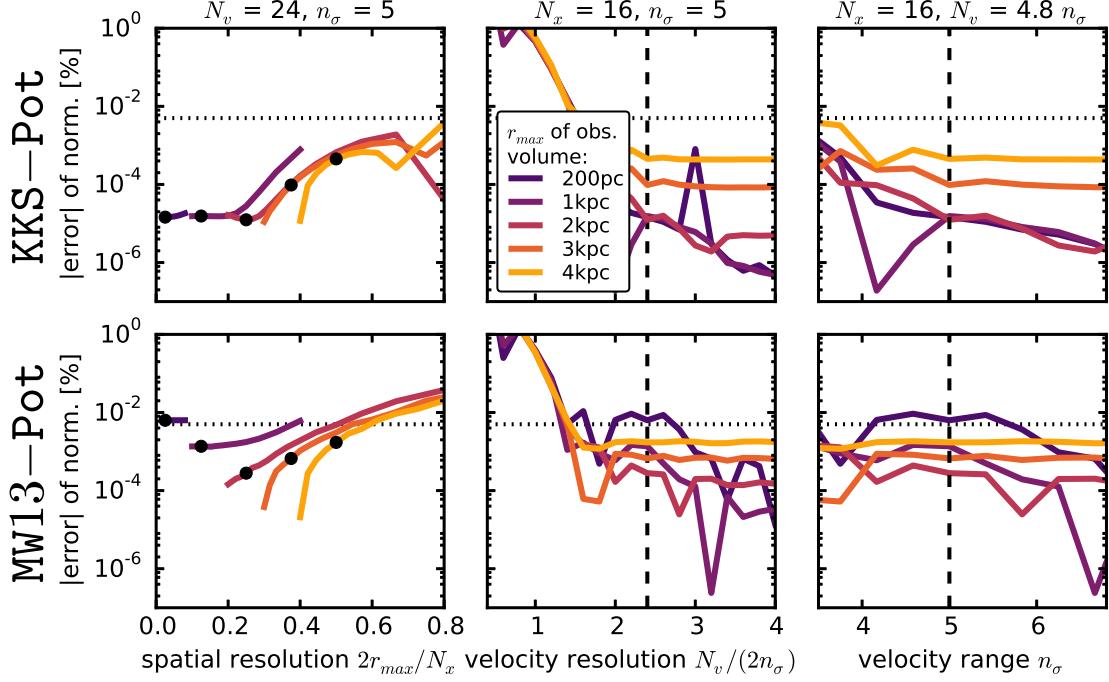 N_v = 24, n_σ = 5
N_x = 16, n_σ = 5
N_x = 16, N_v = 4.8 n_σ
KKS−Pot
|error| of norm. [%]
10^0
10^-2
10^-4
10^-6
r_max of obs.
volume:
200pc
1kpc
2kpc
3kpc
4kpc
MW13−Pot
|error| of norm. [%]
10^0
10^-2
10^-4
10^-6
0.0 0.2 0.4 0.6 0.8
1 2 3 4
4 5 6
spatial resolution 2r_max/N_x
velocity resolution N_v/(2n_σ)
velocity range n_σ